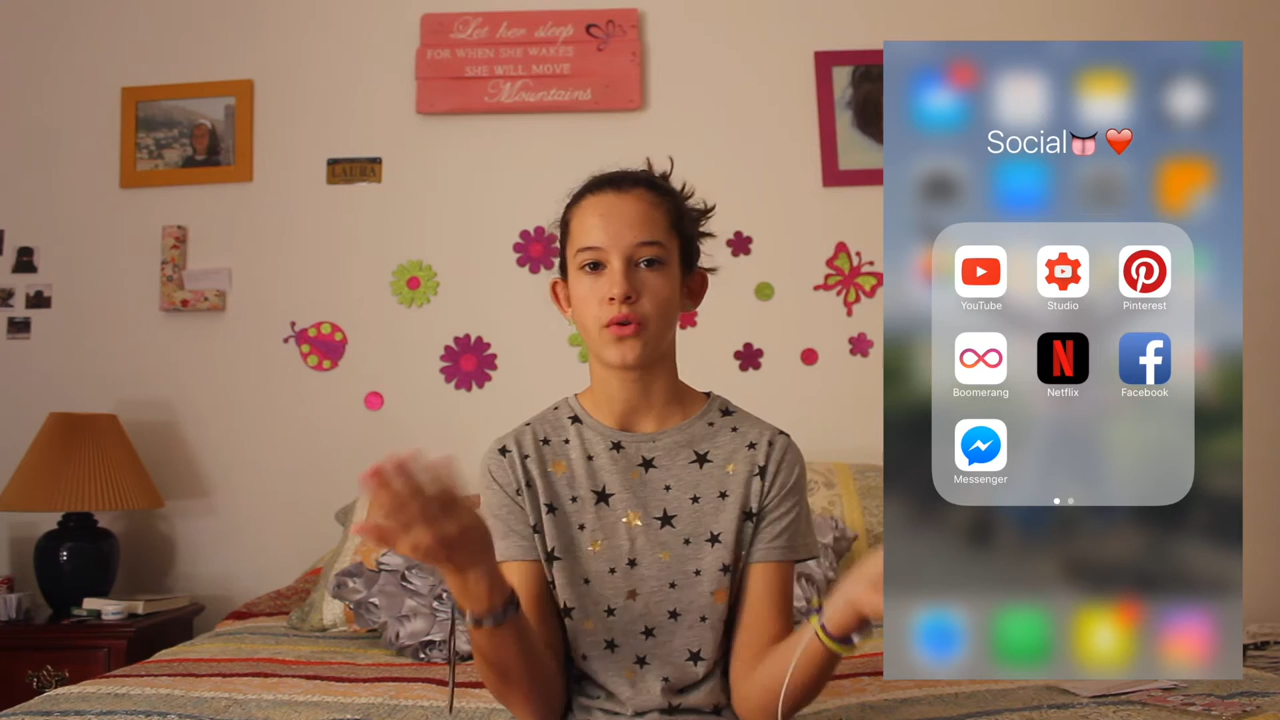 Let her sleep
FOR WHEN SHE WAKES
SHE WILL MOVE
Mountains
LAURA
L
Social👅❤️
YouTube
Studio
Pinterest
Boomerang
Netflix
Facebook
Messenger